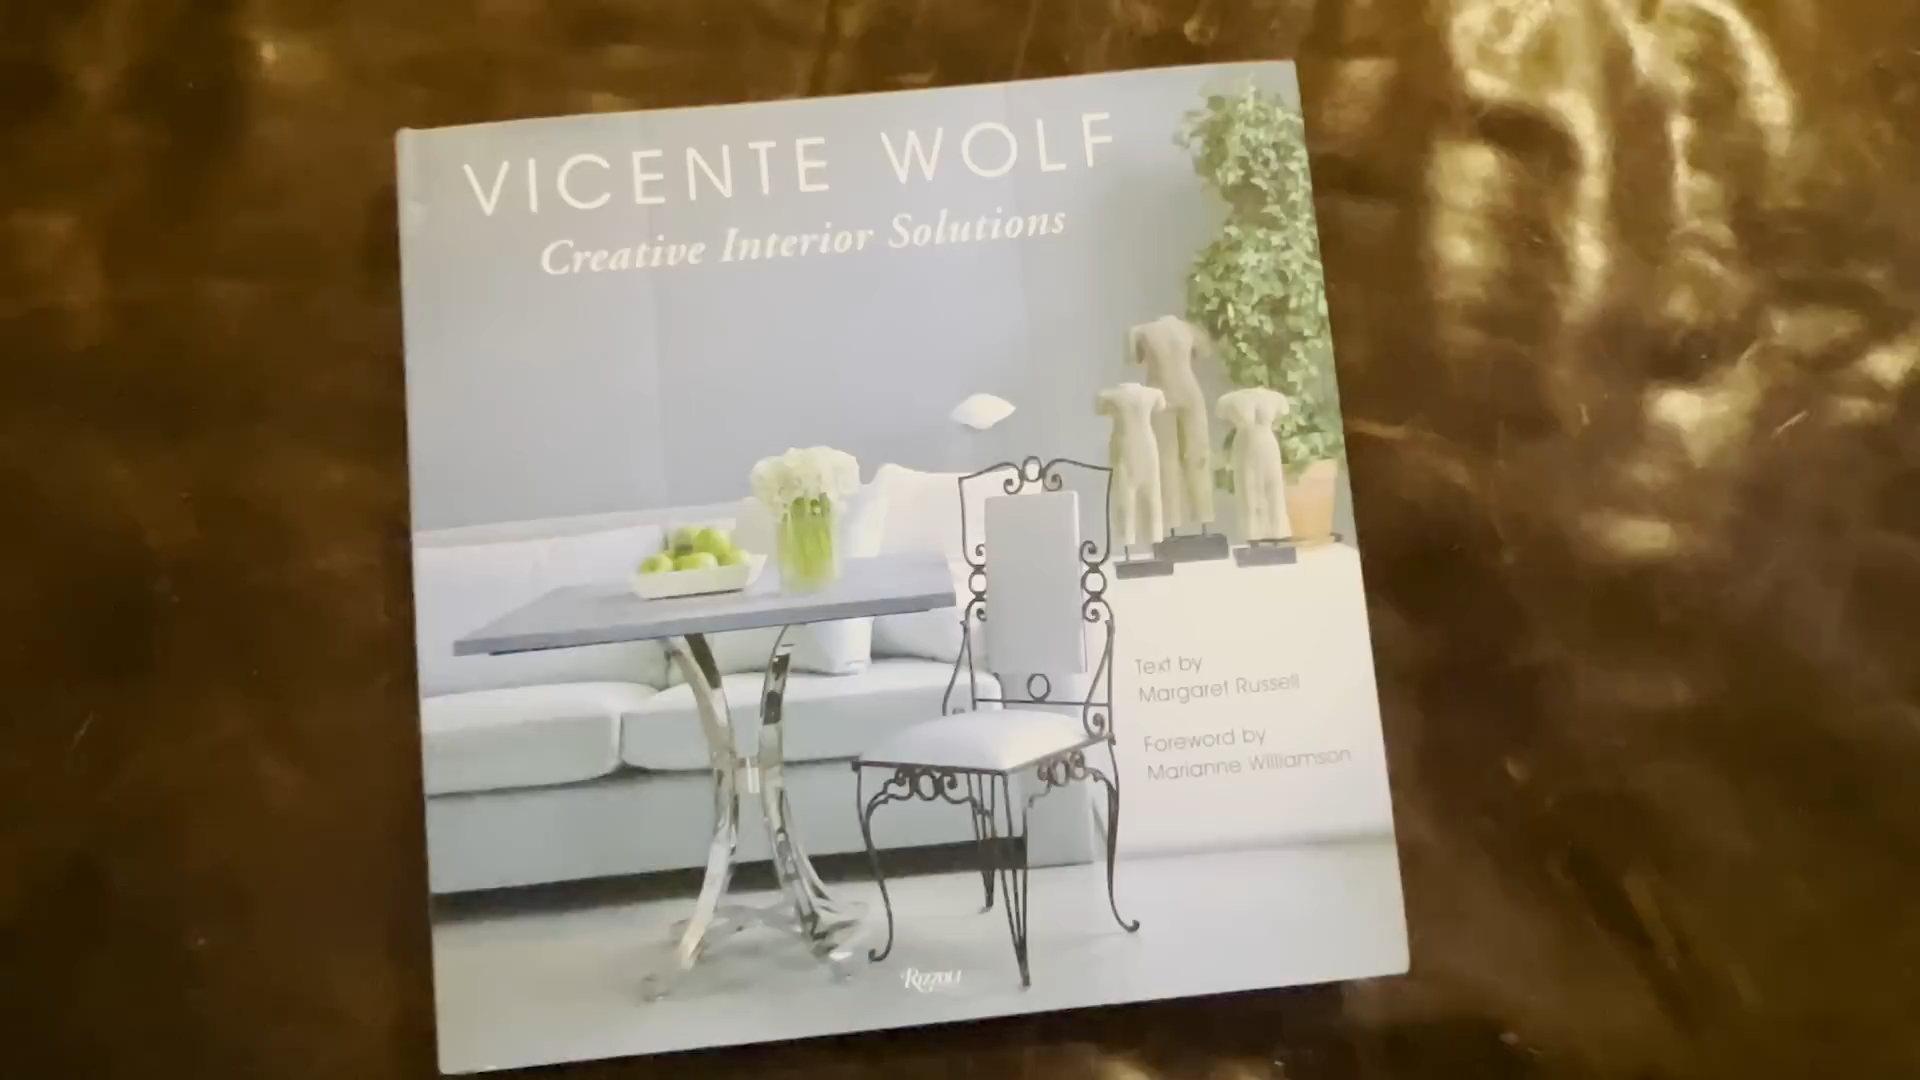 VICENTE WOLF
Creative Interior Solutions
Text by
Margaret Russell
Foreword by
Marianne Williamson
RIZZOLI